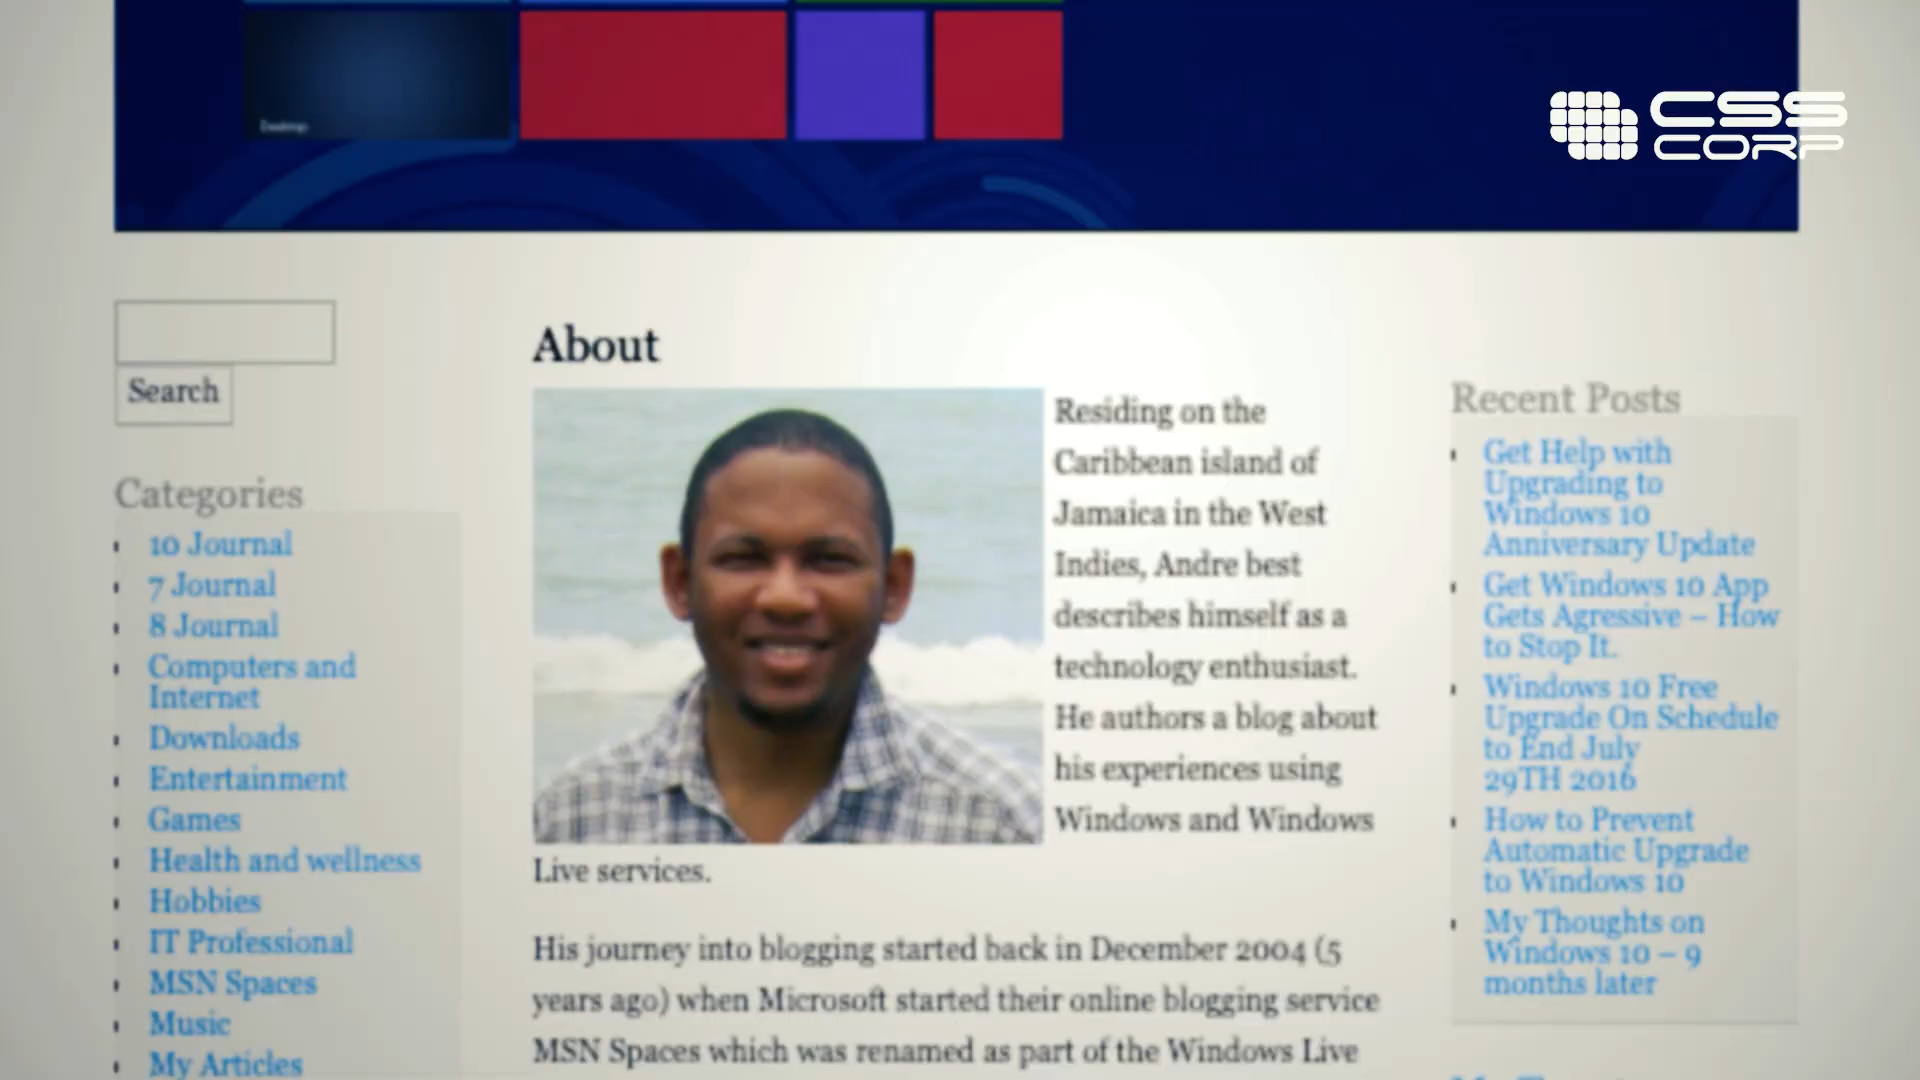 Desktop
CSS
CORP
Search
Categories
10 Journal
7 Journal
8 Journal
Computers and
Internet
Downloads
Entertainment
Games
Health and wellness
Hobbies
IT Professional
MSN Spaces
Music
My Articles
About
Residing on the
Caribbean island of
Jamaica in the West
Indies, Andre best
describes himself as a
technology enthusiast.
He authors a blog about
his experiences using
Windows and Windows
Live services.
His journey into blogging started back in December 2004 (5
years ago) when Microsoft started their online blogging service
MSN Spaces which was renamed as part of the Windows Live
Recent Posts
Get Help with
Upgrading to
Windows 10
Anniversary Update
Get Windows 10 App
Gets Agressive – How
to Stop It.
Windows 10 Free
Upgrade On Schedule
to End July
29TH 2016
How to Prevent
Automatic Upgrade
to Windows 10
My Thoughts on
Windows 10 – 9
months later